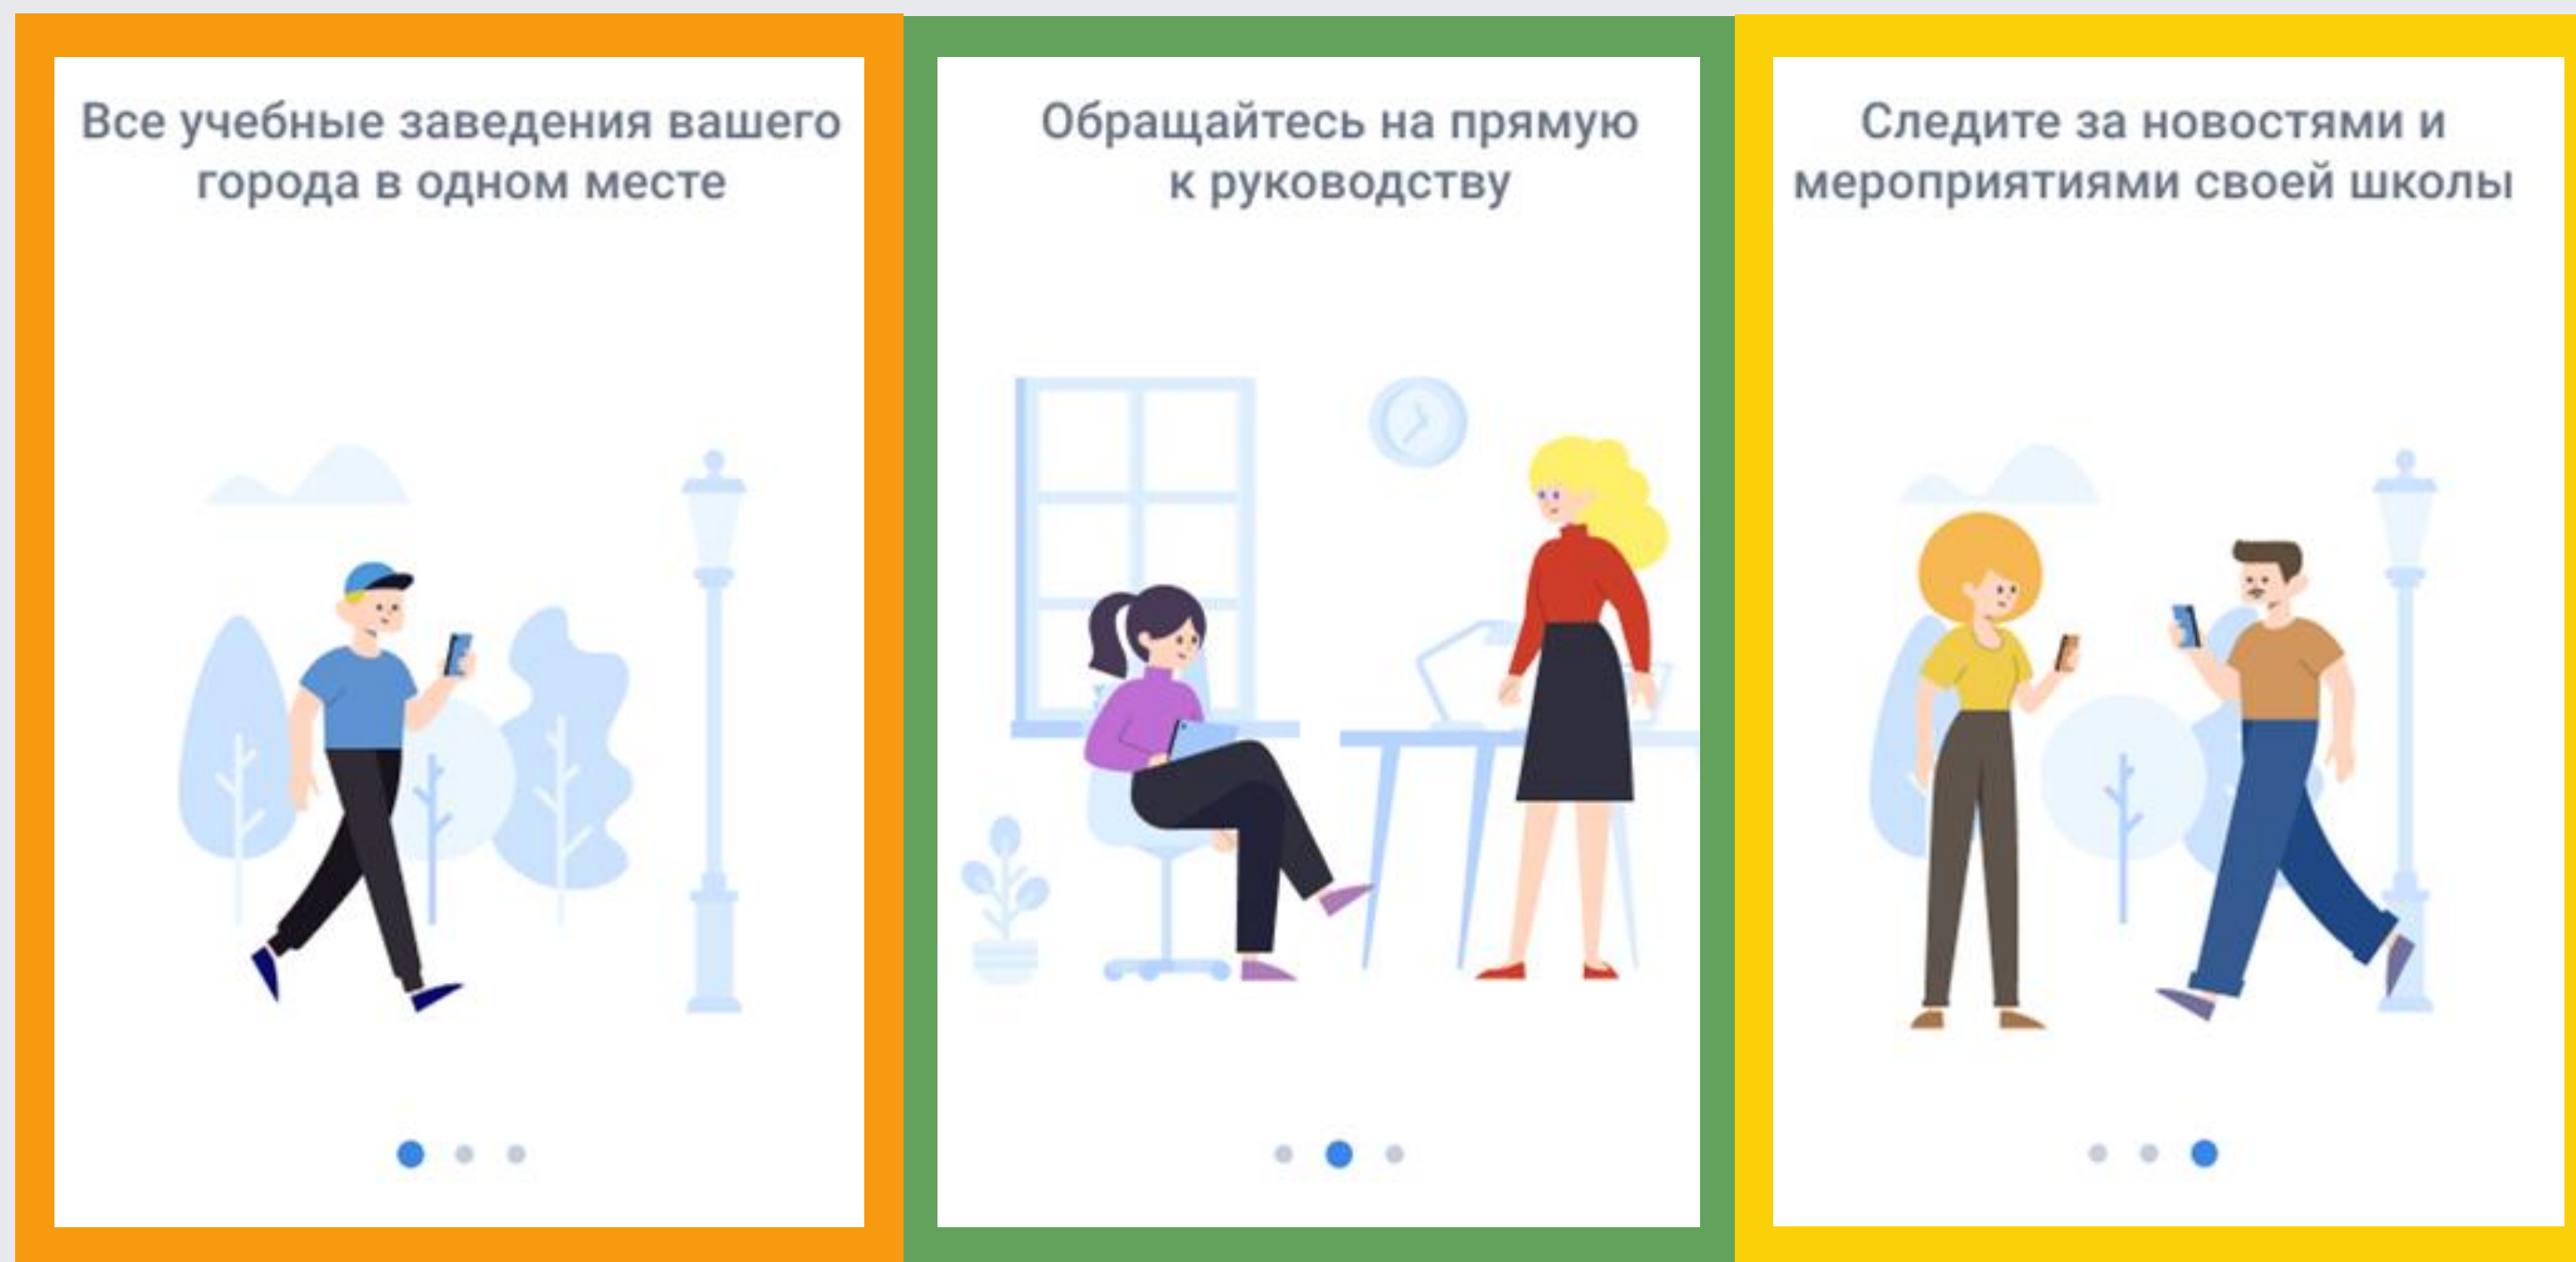 Все учебные заведения вашего
города в одном месте
Обращайтесь на прямую
к руководству
Следите за новостями и
мероприятиями своей школы